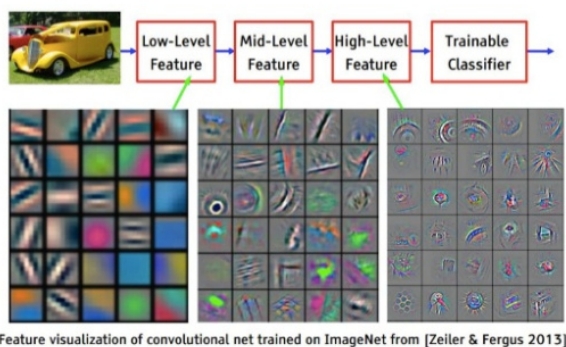 Low-Level
Feature
Mid-Level
Feature
High-Level
Feature
Trainable
Classifier
Feature visualization of convolutional net trained on ImageNet from [Zeiler & Fergus 2013]